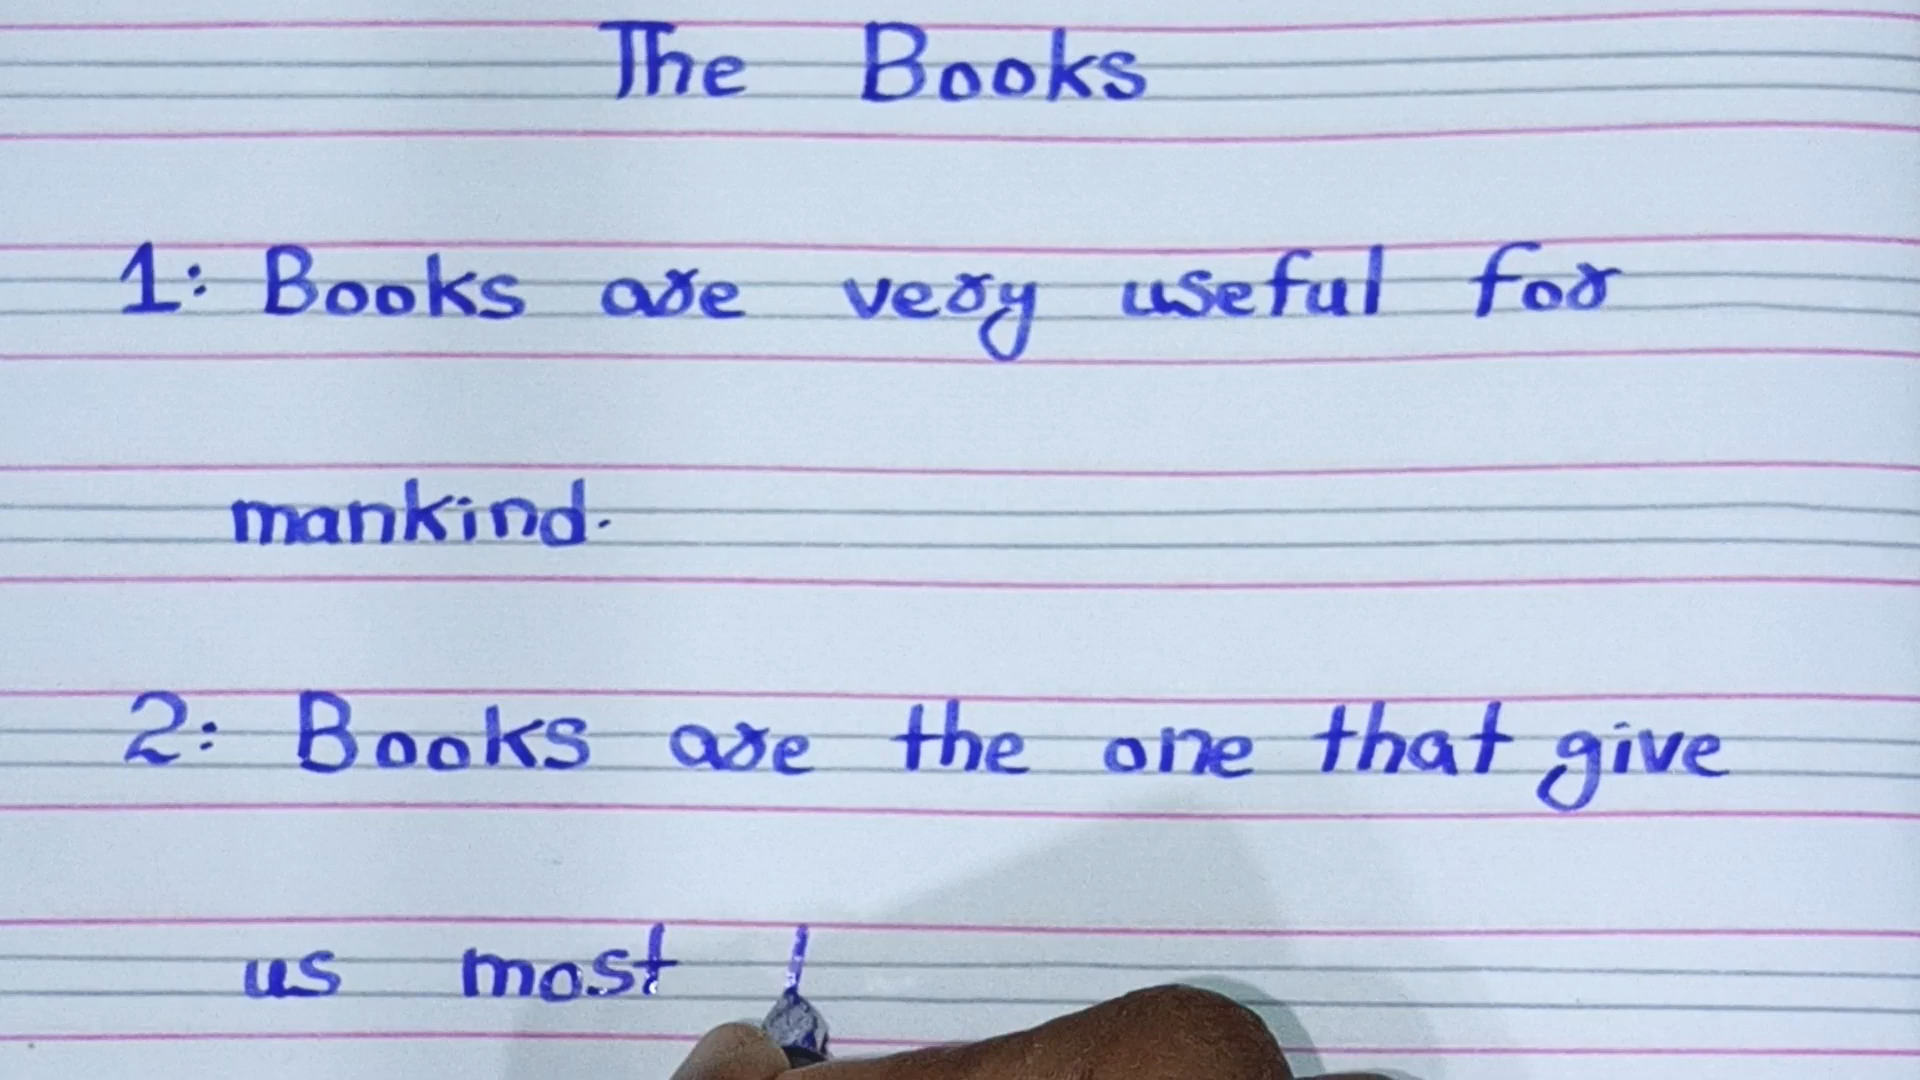 The Books
1: Books are very useful for
mankind.
2: Books are the one that give
us most